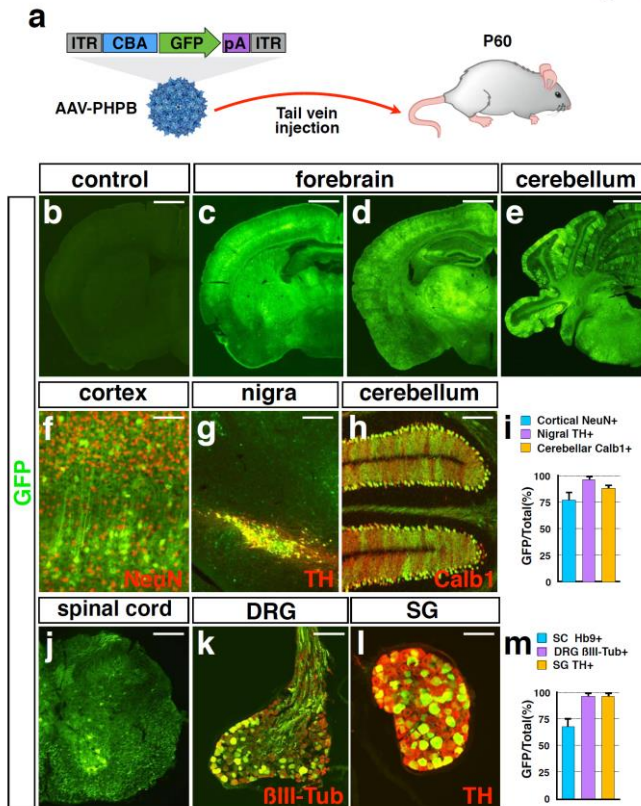 a
ITR CBA GFP pA ITR
P60
AAV-PHPB
Tail vein
injection
control forebrain cerebellum
b c d e
cortex nigra cerebellum
f g h i
Cortical NeuN+
Nigral TH+
Cerebellar Calb1+
GFP
NeuN TH Calb1
GFP/Total(%)
100
75
50
25
0
spinal cord DRG SG
j k l m
SC Hb9+
DRG ßIII-Tub+
SG TH+
ßIII-Tub TH
GFP/Total(%)
100
75
50
25
0